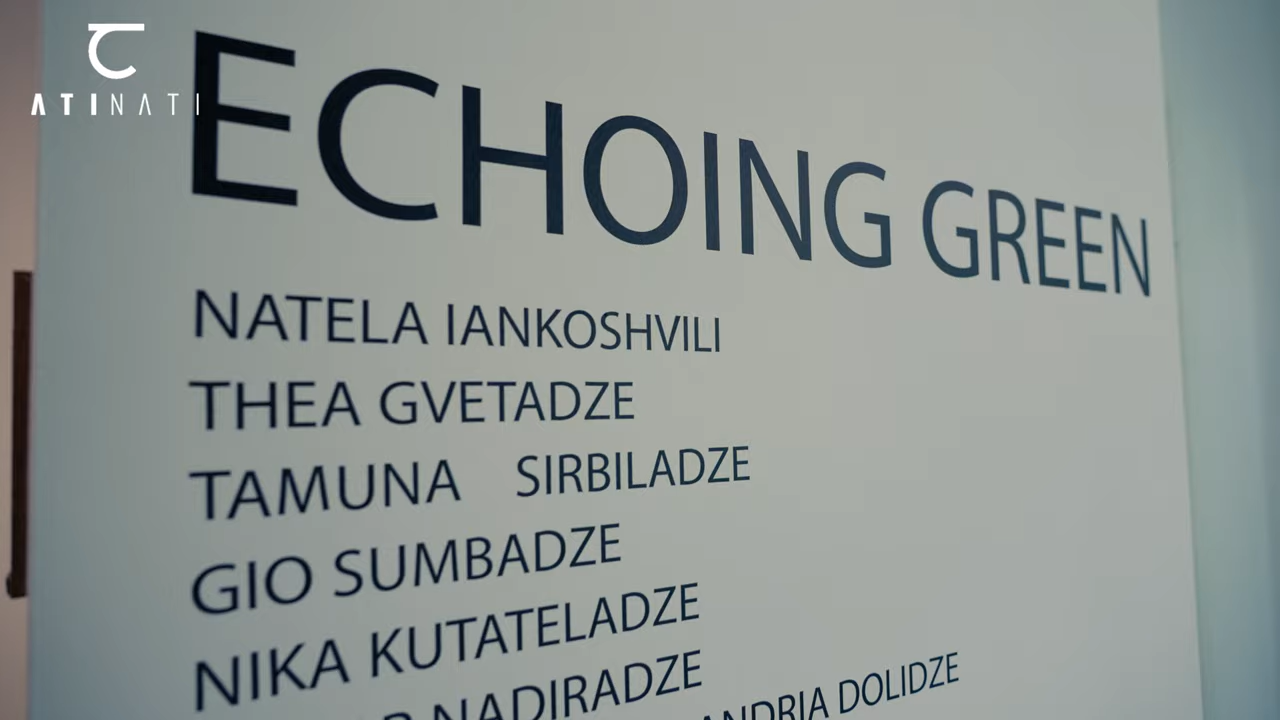 ATINATI
ECHOING GREEN
NATELA IANKOSHVILI
THEA GVETADZE
TAMUNA SIRBILADZE
GIO SUMBADZE
NIKA KUTATELADZE
NADIRADZE
DOLIDZE